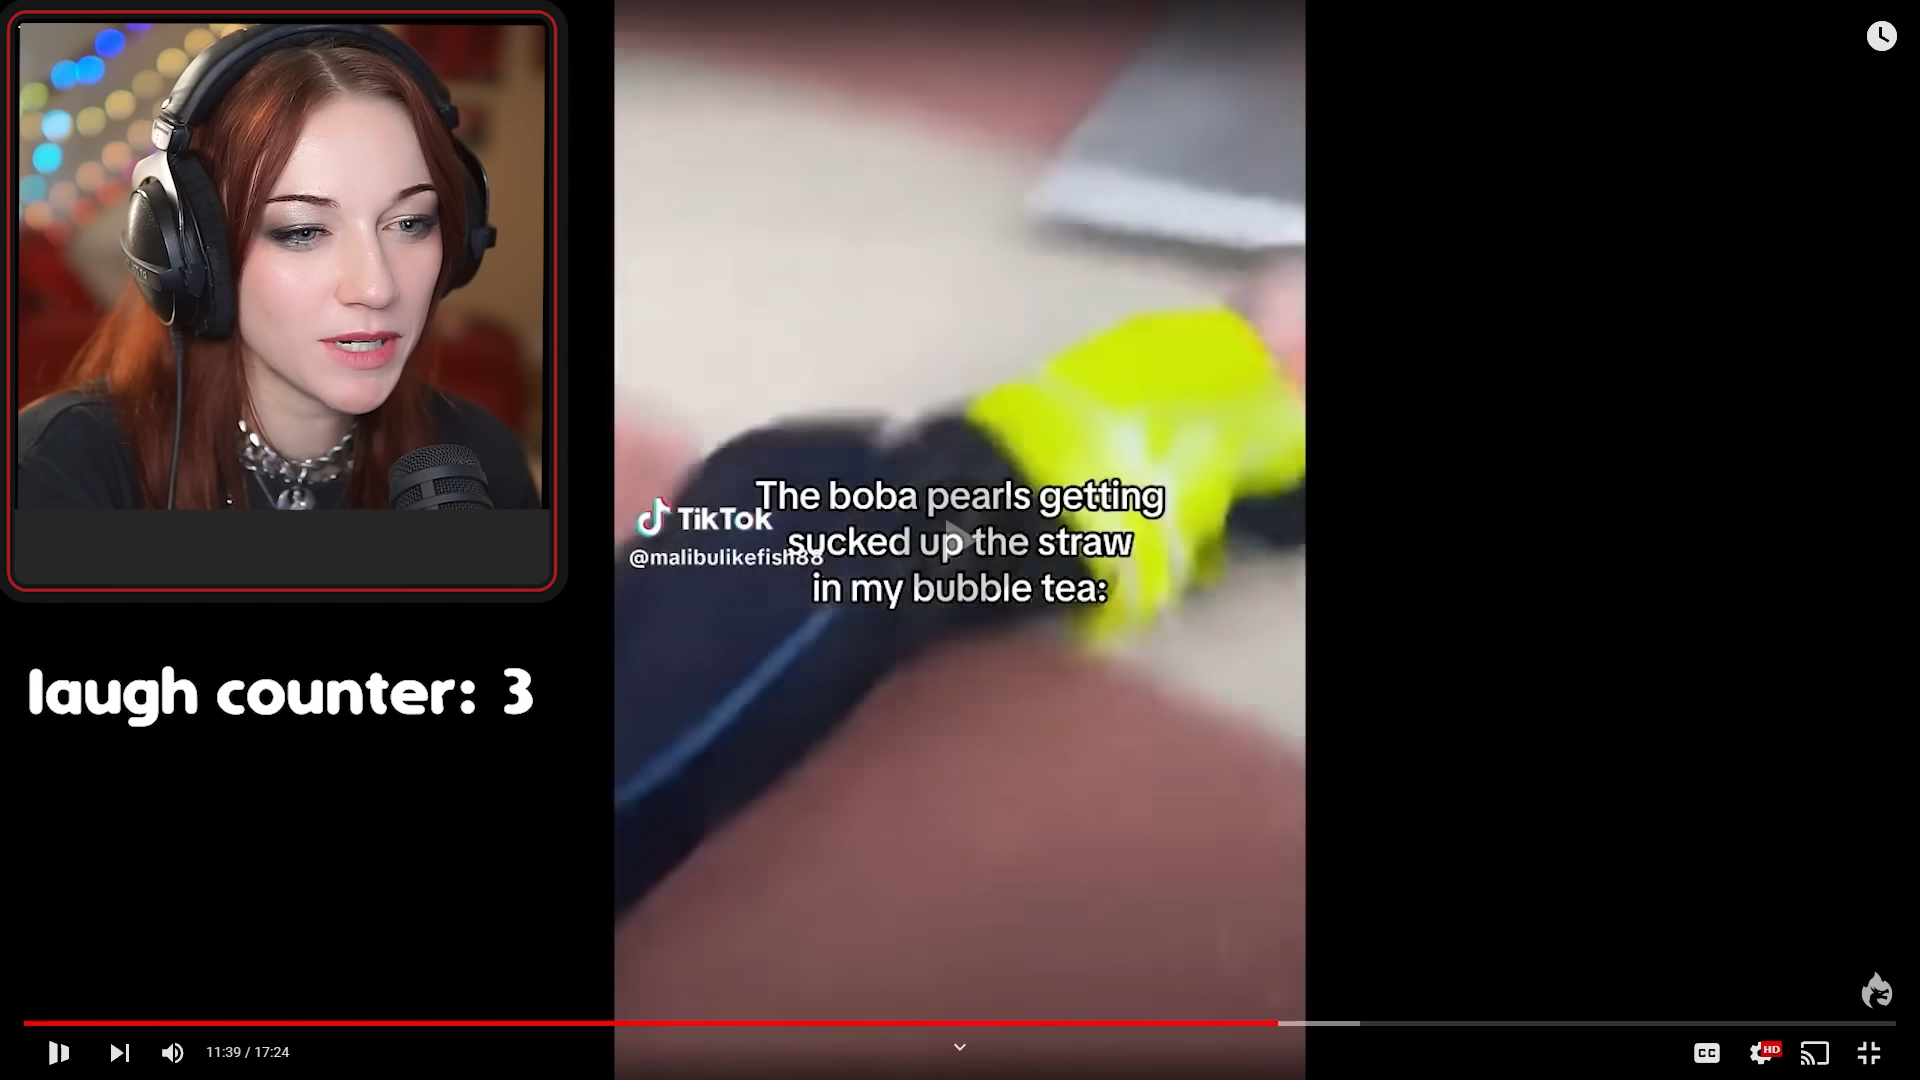 The boba pearls getting
sucked up the straw
in my bubble tea:
TikTok
@malibulikefish88
laugh counter: 3
11:39 / 17:24
CC
HD